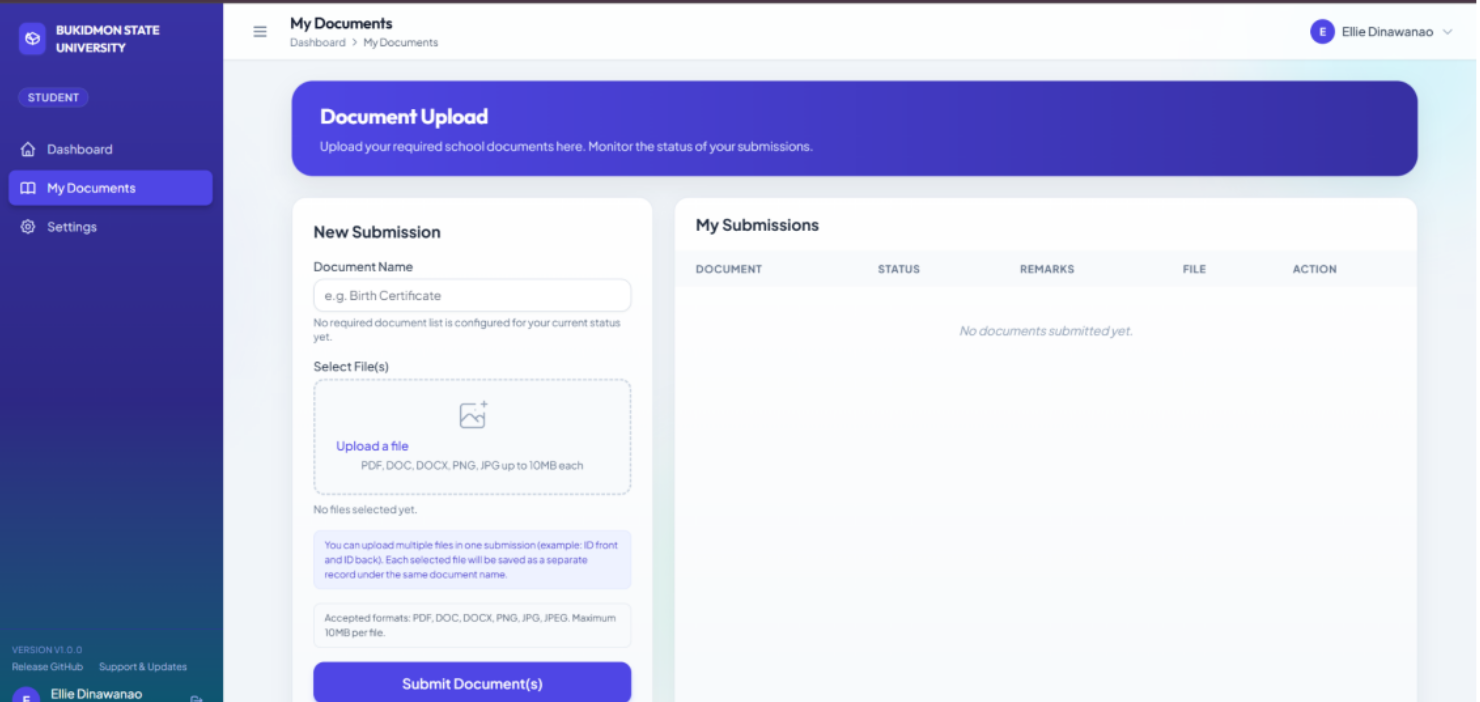 BUKIDMON STATE
UNIVERSITY
STUDENT
Dashboard
My Documents
Settings
VERSION V1.0.0
Release GitHub Support & Updates
E
Ellie Dinawanao
My Documents
Dashboard > My Documents
E Ellie Dinawanao
Document Upload
Upload your required school documents here. Monitor the status of your submissions.
New Submission
Document Name
e.g. Birth Certificate
No required document list is configured for your current status
yet.
Select File(s)
Upload a file
PDF, DOC, DOCX, PNG, JPG up to 10MB each
No files selected yet.
You can upload multiple files in one submission (example: ID front
and ID back). Each selected file will be saved as a separate
record under the same document name.
Accepted formats: PDF, DOC, DOCX, PNG, JPG, JPEG. Maximum
10MB per file.
Submit Document(s)
My Submissions
DOCUMENT STATUS REMARKS FILE ACTION
No documents submitted yet.